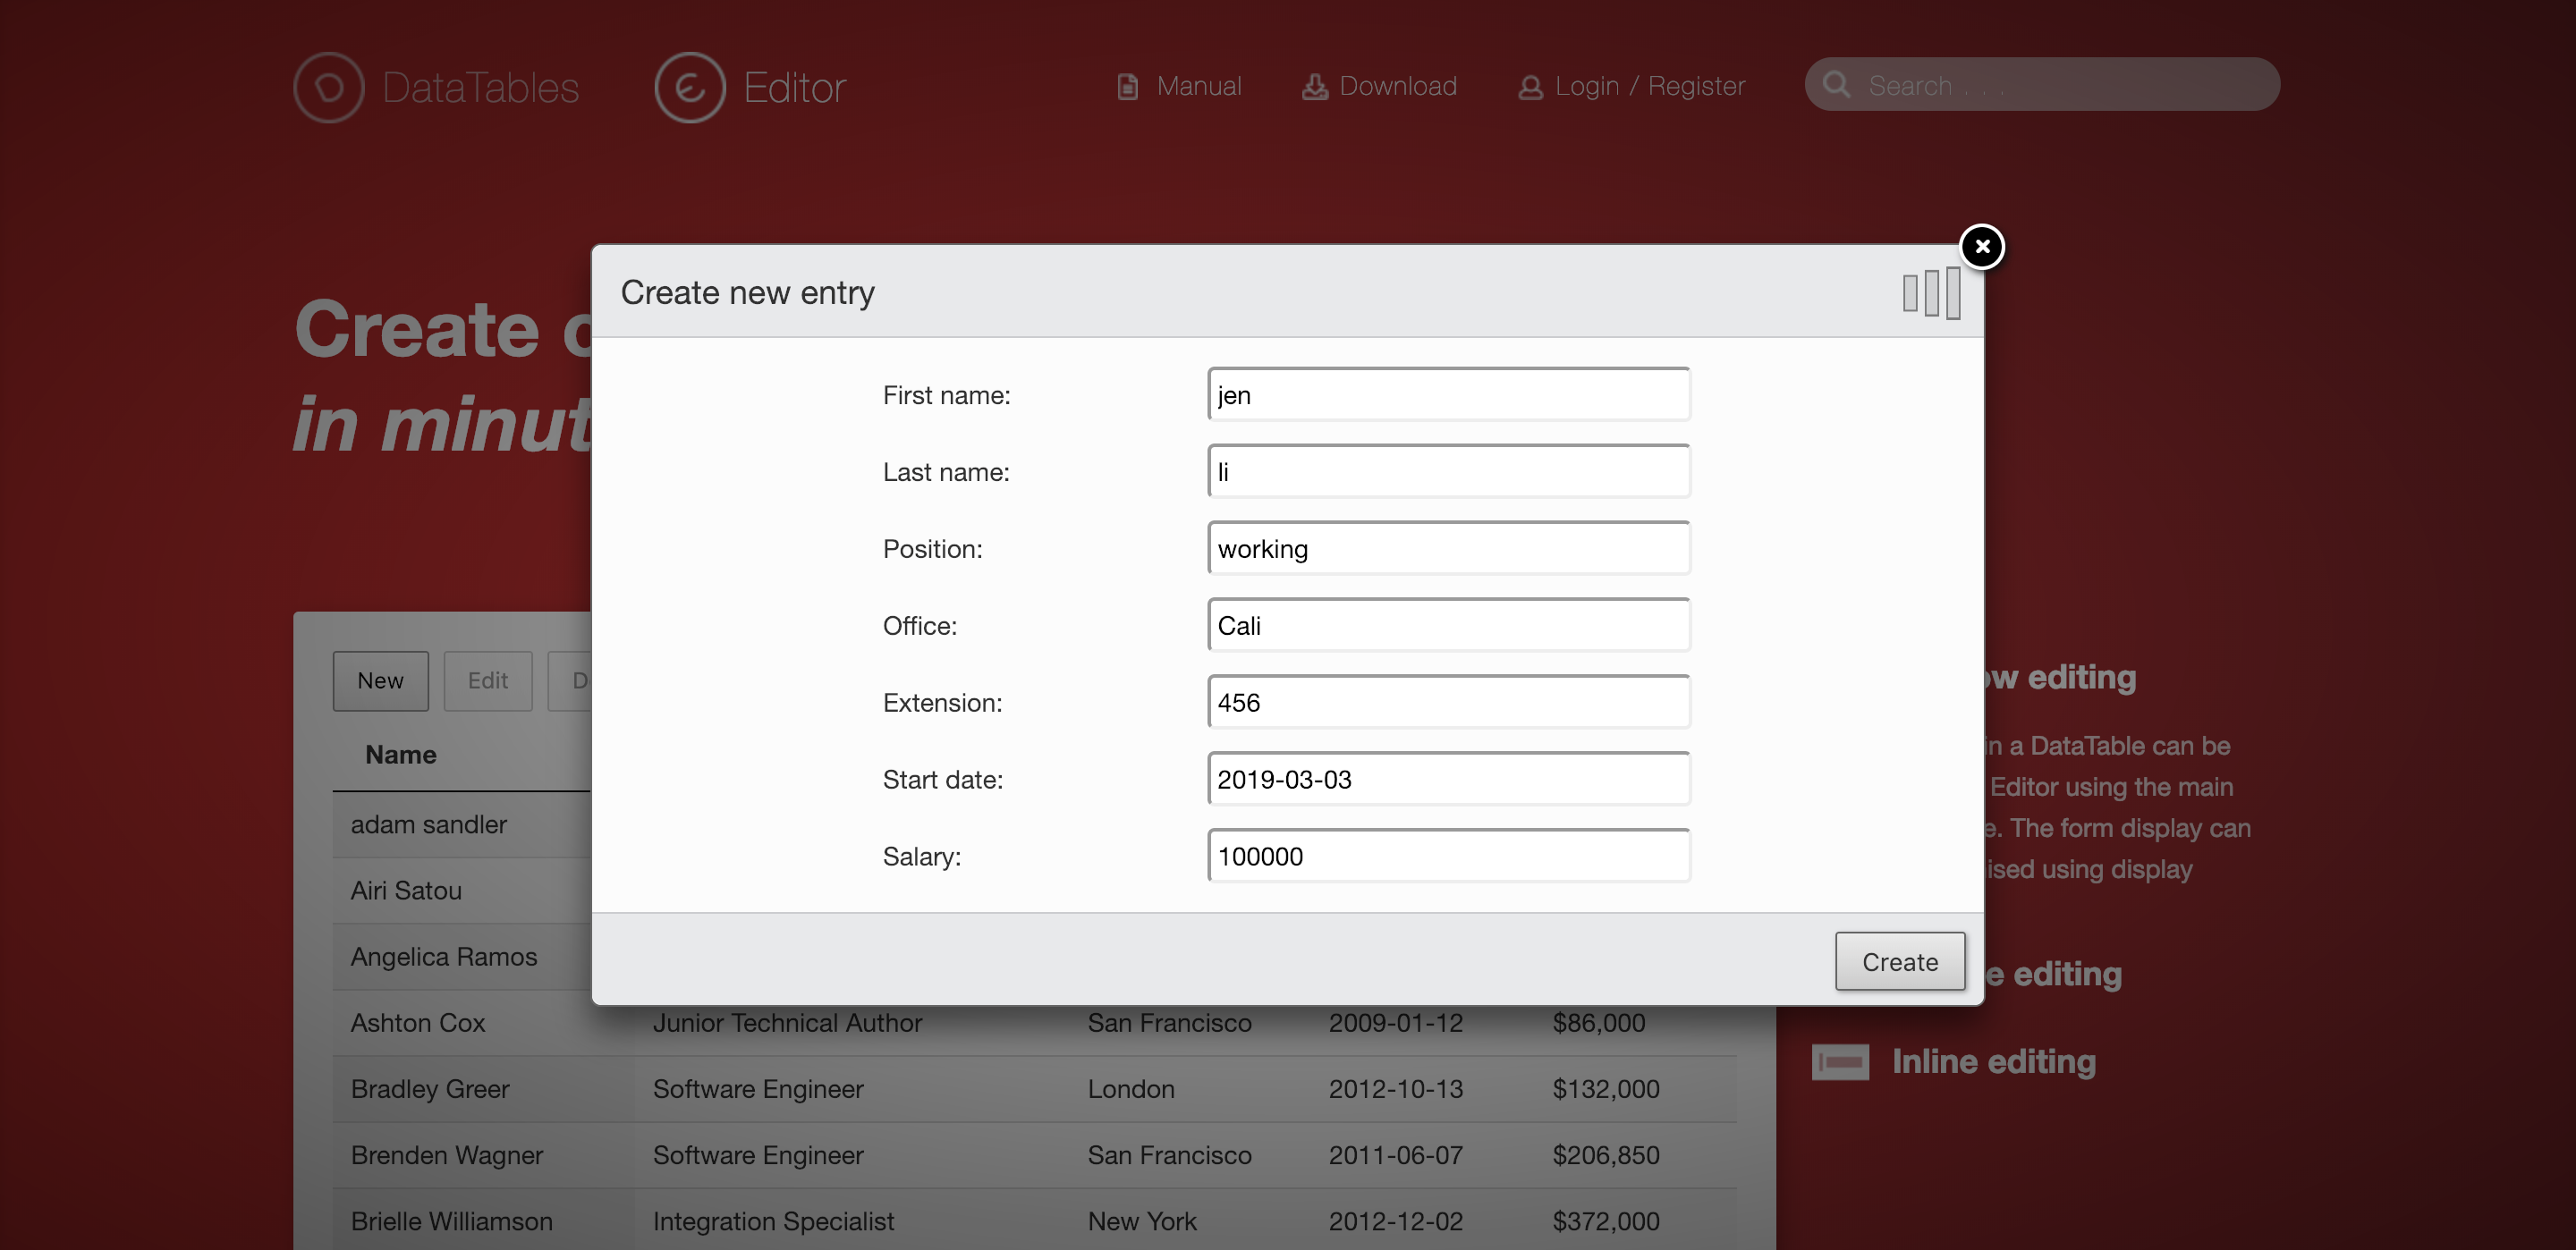 DataTables Editor Manual Download Login / Register Search . . .
Create new entry
Create
in minut
First name: jen
Last name: li
Position: working
Office: Cali
Extension: 456
Start date: 2019-03-03
Salary: 100000
Create
New Edit D
Name
adam sandler
Airi Satou
Angelica Ramos
Ashton Cox Junior Technical Author San Francisco 2009-01-12 $86,000
Bradley Greer Software Engineer London 2012-10-13 $132,000
Brenden Wagner Software Engineer San Francisco 2011-06-07 $206,850
Brielle Williamson Integration Specialist New York 2012-12-02 $372,000
ow editing
in a DataTable can be
Editor using the main
e. The form display can
ised using display
e editing
Inline editing